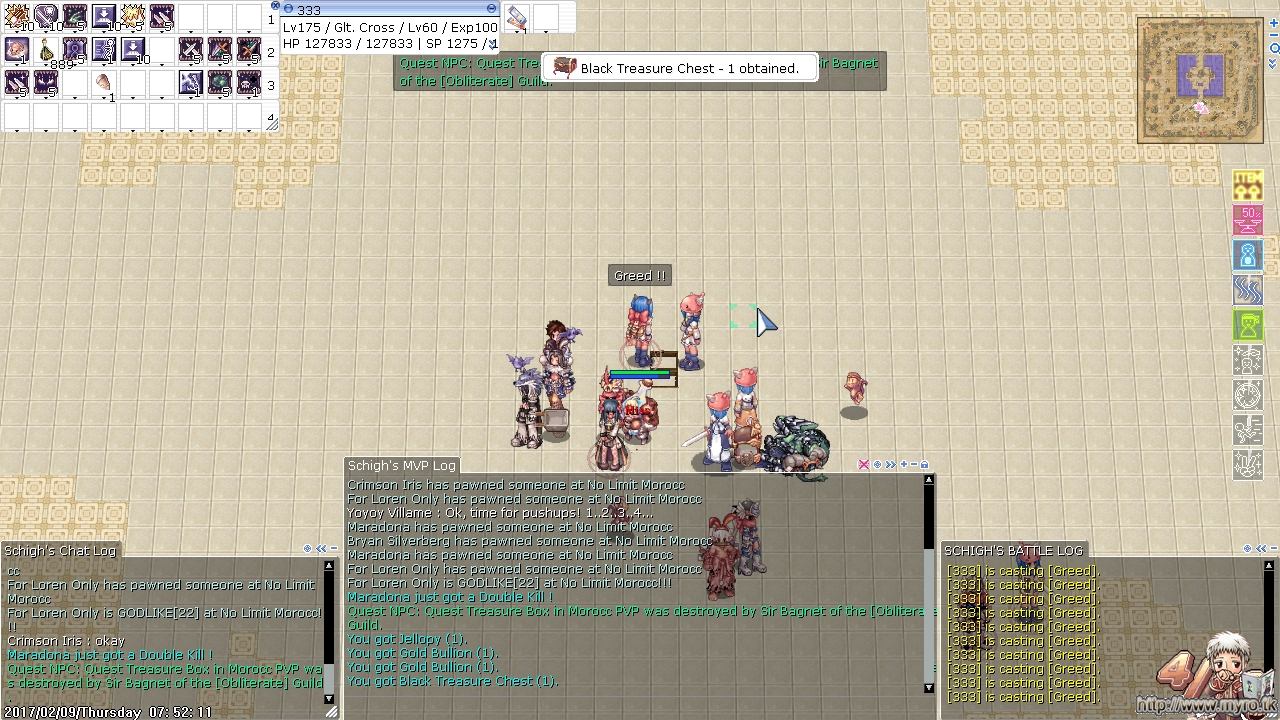 333
Lv175 / Glt. Cross / Lv60 / Exp100
HP 127833 / 127833 | SP 1275 / 1
1
2
3
4
Quest NPC: Quest Trea
ir Bagnet
of the [Obliterate] Guild.
Black Treasure Chest - 1 obtained.
ITEM
50%
Greed !!
Schigh's MVP Log
Crimson Iris has pawned someone at No Limit Morocc
For Loren Only has pawned someone at No Limit Morocc
Yoyoy Villame : Ok, time for pushups! 1..2..3..4...
Maradona has pawned someone at No Limit Morocc
Bryan Silverberg has pawned someone at No Limit Morocc
Maradona has pawned someone at No Limit Morocc
For Loren Only has pawned someone at No Limit Morocc
For Loren Only is GODLIKE[22] at No Limit Morocc!!!
Maradona just got a Double Kill !
Quest NPC: Quest Treasure Box in Morocc PVP was destroyed by Sir Bagnet of the [Obliterate
Guild.
You got Jellopy (1).
You got Gold Bullion (1).
You got Gold Bullion (1).
You got Black Treasure Chest (1).
Schigh's Chat Log
cc
For Loren Only has pawned someone at No Limit
Morocc
For Loren Only is GODLIKE[22] at No Limit Morocc!
!!
Crimson Iris : okay
Maradona just got a Double Kill !
Quest NPC: Quest Treasure Box in Morocc PVP wa
s destroyed by Sir Bagnet of the [Obliterate] Guild
2017/02/09/Thursday 07:52:11
SCHIGH'S BATTLE LOG
[333] is casting [Greed].
[333] is casting [Greed].
[333] is casting [Greed].
[333] is casting [Greed].
[333] is casting [Greed].
[333] is casting [Greed].
[333] is casting [Greed].
[333] is casting [Greed].
[333] is casting [Greed].
[333] is casting [Greed].
4
http://www.myro.tk